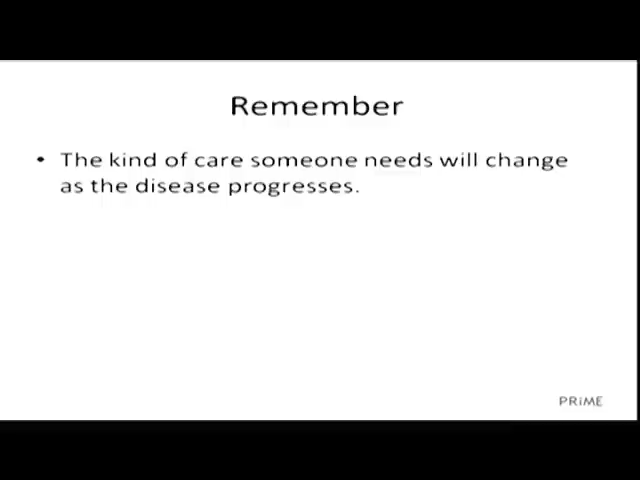 Remember
• The kind of care someone needs will change
as the disease progresses.
PRiME